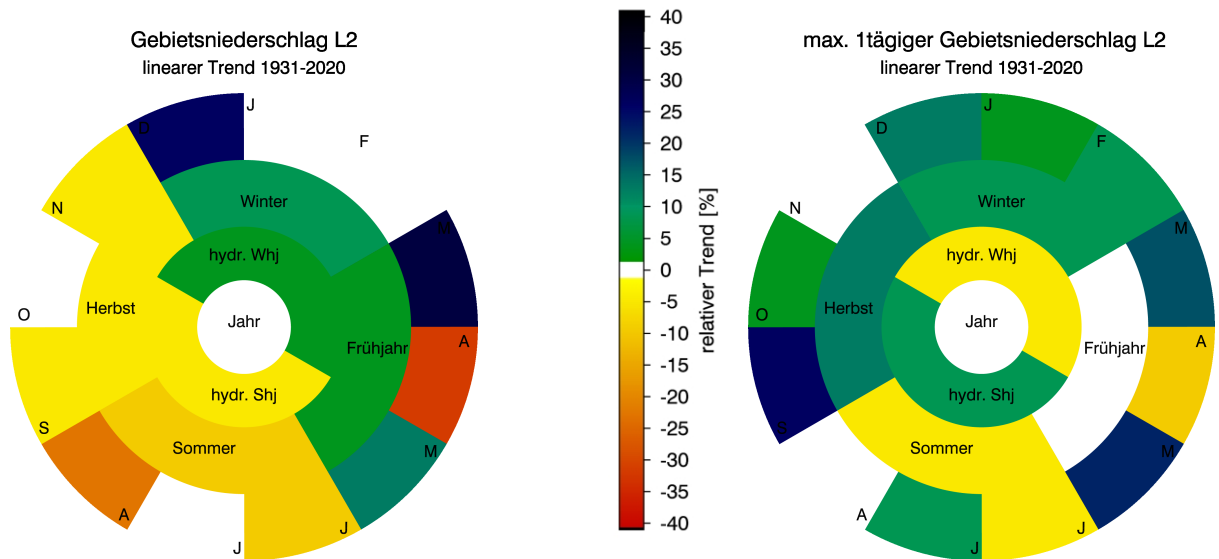 Gebietsniederschlag L2
linearer Trend 1931-2020
J
F
M
A
M
J
J
A
S
O
N
D
Winter
hydr. Whj
Herbst
Jahr
Frühjahr
hydr. Shj
Sommer
40
35
30
25
20
15
10
5
0
-5
-10
-15
-20
-25
-30
-35
-40
relativer Trend [%]
max. 1tägiger Gebietsniederschlag L2
linearer Trend 1931-2020
J
F
M
A
M
J
J
A
S
O
N
D
Winter
hydr. Whj
Herbst
Jahr
Frühjahr
hydr. Shj
Sommer